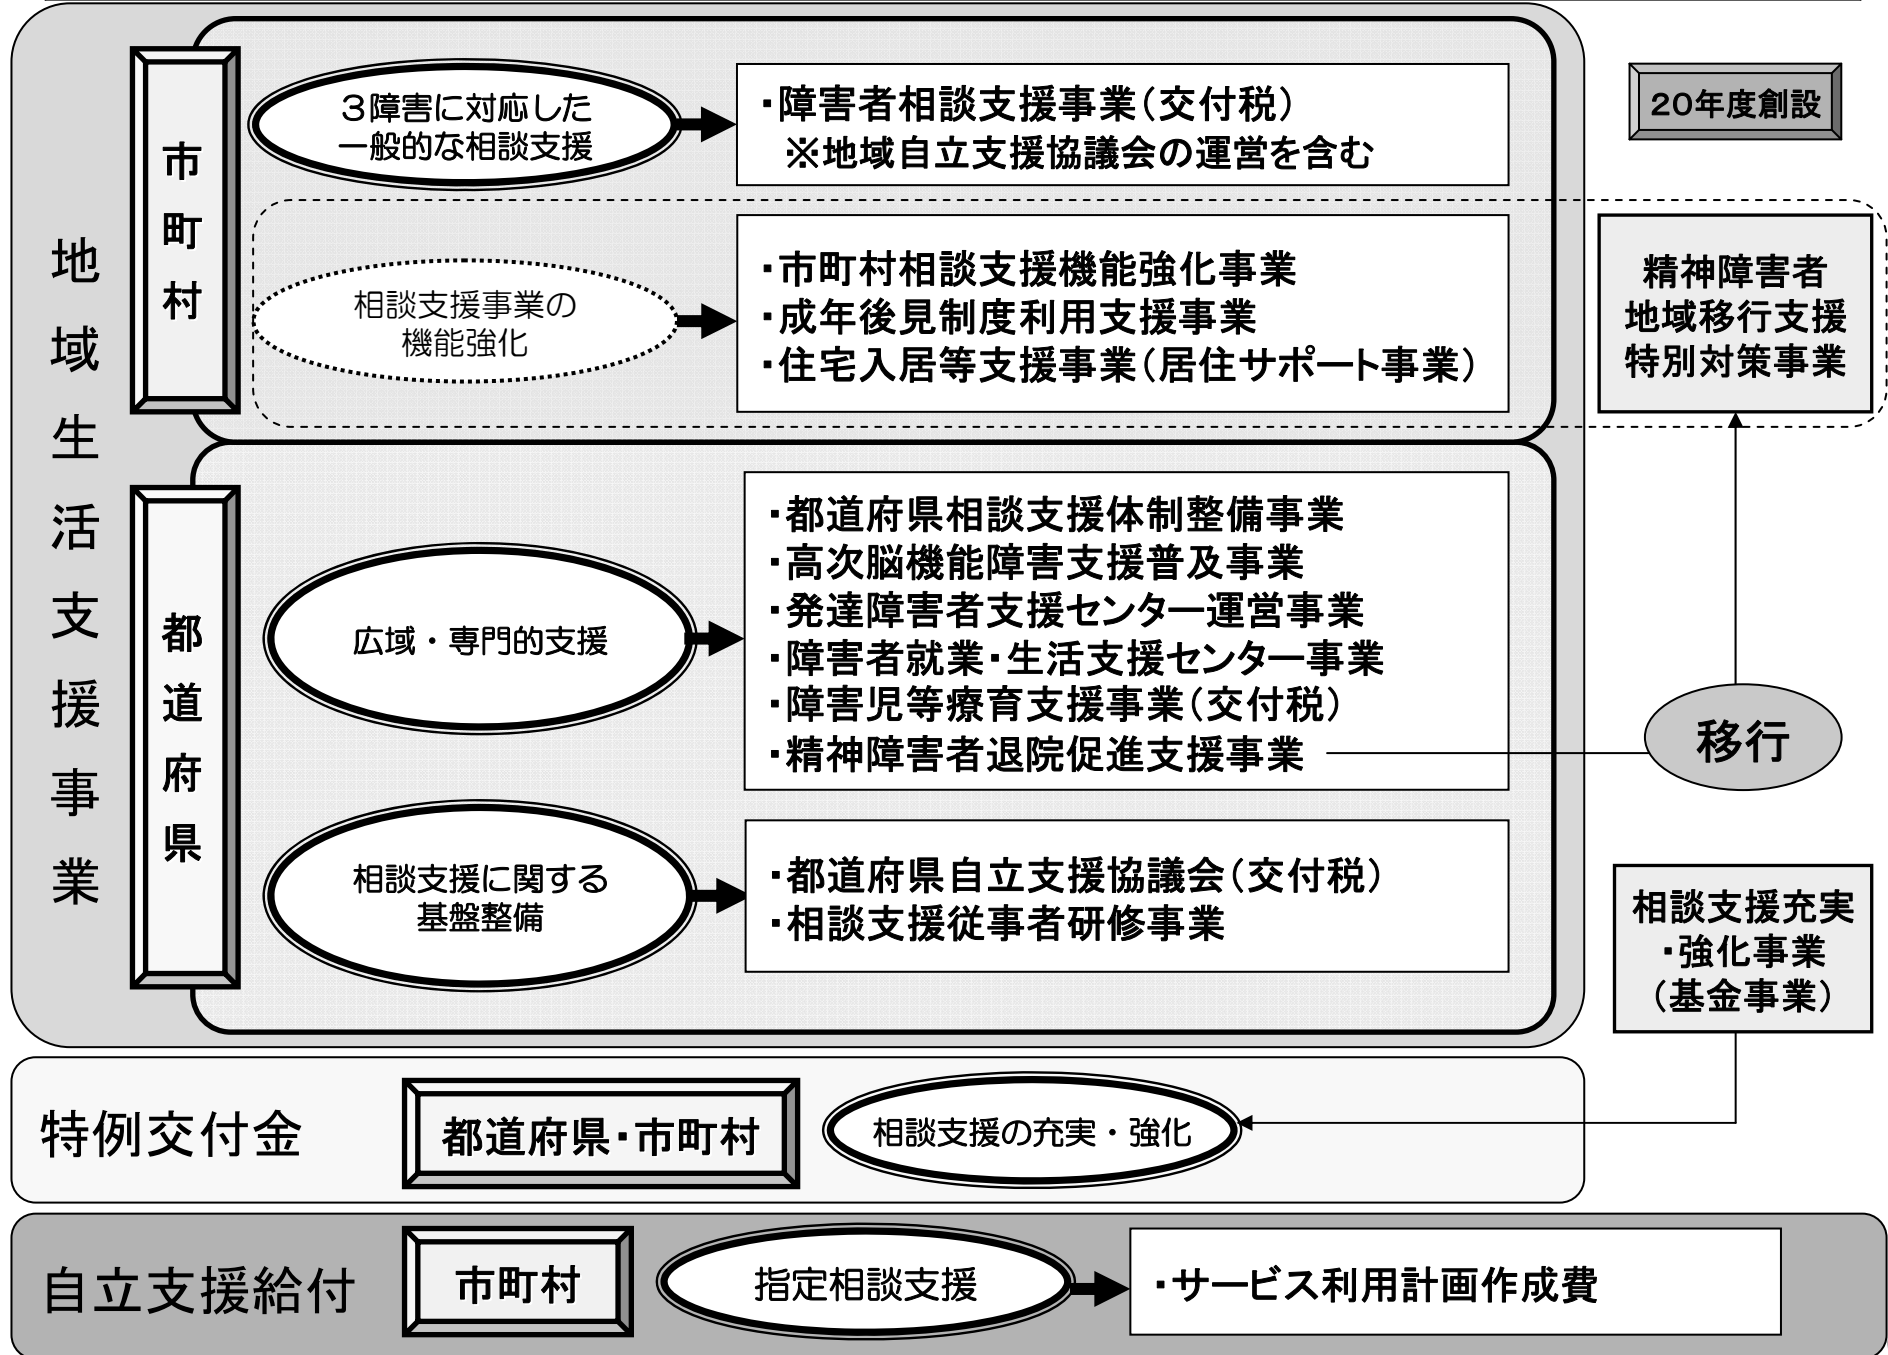 地域生活支援事業
市町村
３障害に対応した
一般的な相談支援
・障害者相談支援事業（交付税）
※地域自立支援協議会の運営を含む
２０年度創設
相談支援事業の
機能強化
・市町村相談支援機能強化事業
・成年後見制度利用支援事業
・住宅入居等支援事業（居住サポート事業）
精神障害者
地域移行支援
特別対策事業
都道府県
広域・専門的支援
・都道府県相談支援体制整備事業
・高次脳機能障害支援普及事業
・発達障害者支援センター運営事業
・障害者就業・生活支援センター事業
・障害児等療育支援事業（交付税）
・精神障害者退院促進支援事業
移行
相談支援に関する
基盤整備
・都道府県自立支援協議会（交付税）
・相談支援従事者研修事業
相談支援充実
・強化事業
（基金事業）
特例交付金
都道府県・市町村
相談支援の充実・強化
自立支援給付
市町村
指定相談支援
・サービス利用計画作成費